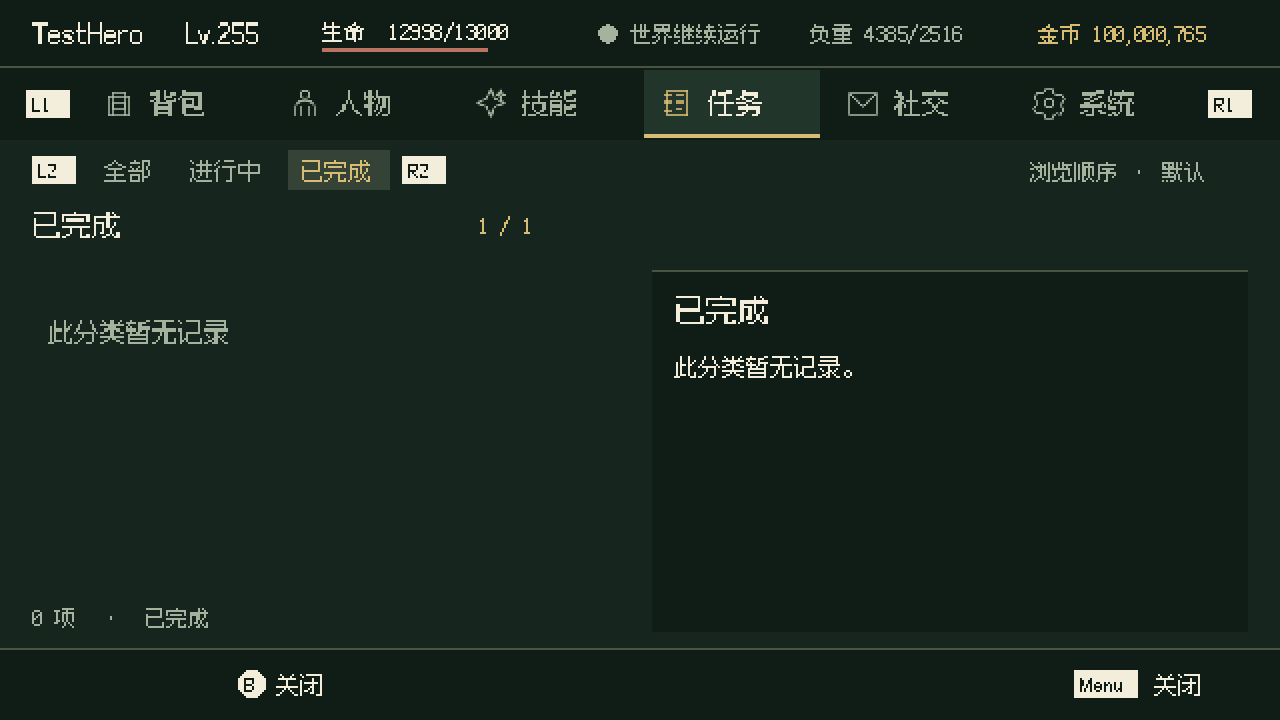 TestHero Lv.255 生命 12998/13000 世界继续运行 负重 4385/2516 金币 100,000,765
L1 背包 人物 技能 任务 社交 系统 R1
L2 全部 进行中 已完成 R2 浏览顺序 · 默认
已完成 1 / 1
已完成
此分类暂无记录
此分类暂无记录。
0 项 · 已完成
B 关闭 Menu 关闭